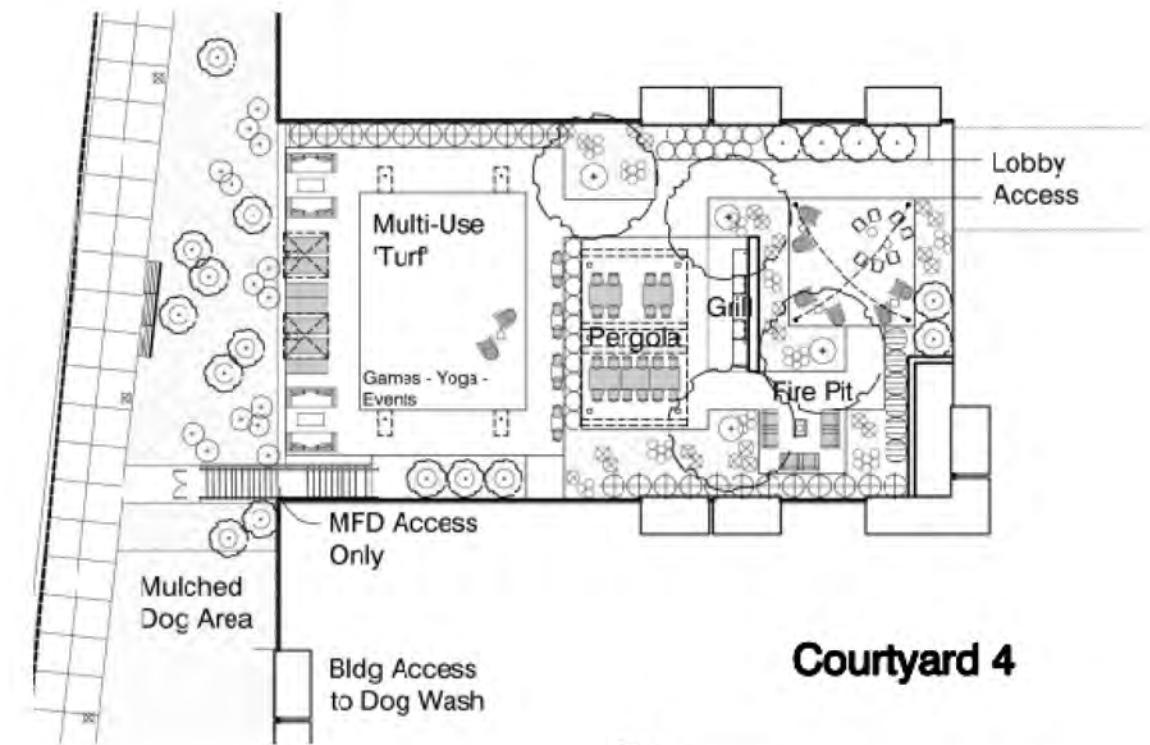 Lobby
Access
Multi-Use
'Turf'
Grill
Pergola
Games - Yoga -
Events
Fire Pit
MFD Access
Only
Mulched
Dog Area
Bldg Access
to Dog Wash
Courtyard 4